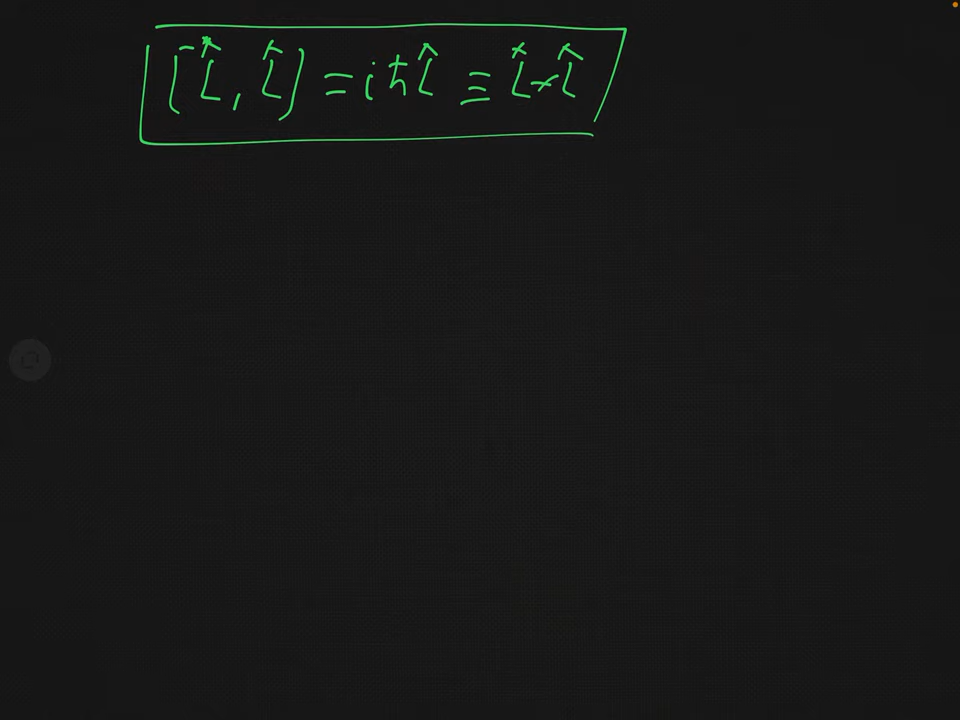 [L̂, L̂] = iħL̂ ≡ L̂×L̂